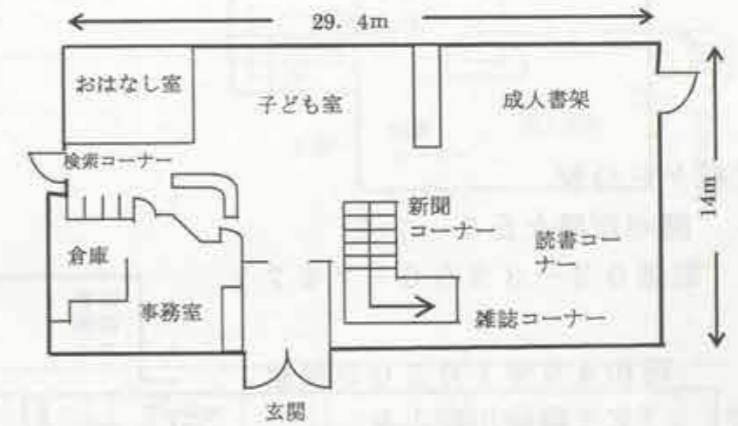 29. 4m
おはなし室
子ども室
成人書架
検索コーナー
新聞
コーナー
読書コー
ナー
14m
倉庫
事務室
雑誌コーナー
玄関